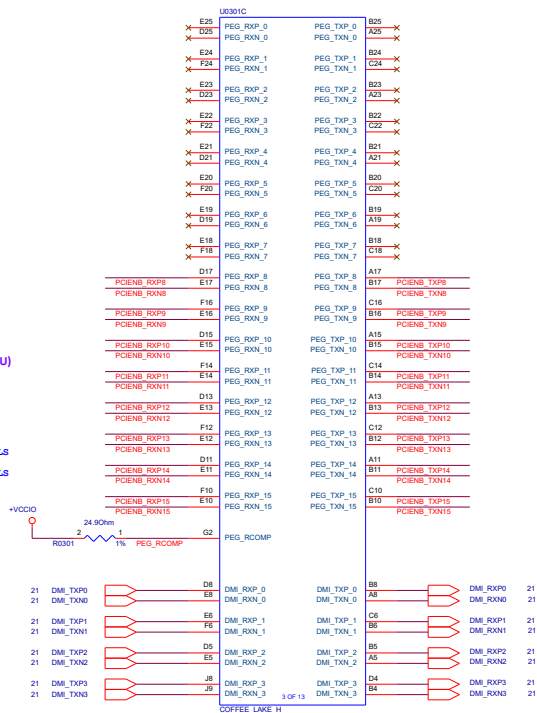 U0301C
E25 PEG_RXP_0 PEG_TXP_0 B25
D25 PEG_RXN_0 PEG_TXN_0 A25
E24 PEG_RXP_1 PEG_TXP_1 B24
F24 PEG_RXN_1 PEG_TXN_1 C24
E23 PEG_RXP_2 PEG_TXP_2 B23
D23 PEG_RXN_2 PEG_TXN_2 A23
E22 PEG_RXP_3 PEG_TXP_3 B22
F22 PEG_RXN_3 PEG_TXN_3 C22
E21 PEG_RXP_4 PEG_TXP_4 B21
D21 PEG_RXN_4 PEG_TXN_4 A21
E20 PEG_RXP_5 PEG_TXP_5 B20
F20 PEG_RXN_5 PEG_TXN_5 C20
E19 PEG_RXP_6 PEG_TXP_6 B19
D19 PEG_RXN_6 PEG_TXN_6 A19
E18 PEG_RXP_7 PEG_TXP_7 B18
F18 PEG_RXN_7 PEG_TXN_7 C18
PCIENB_RXP8 D17 PEG_RXP_8 PEG_TXP_8 A17 PCIENB_TXP8
PCIENB_RXN8 E17 PEG_RXN_8 PEG_TXN_8 B17 PCIENB_TXN8
PCIENB_RXP9 F16 PEG_RXP_9 PEG_TXP_9 C16 PCIENB_TXP9
PCIENB_RXN9 E16 PEG_RXN_9 PEG_TXN_9 B16 PCIENB_TXN9
PCIENB_RXP10 D15 PEG_RXP_10 PEG_TXP_10 A15 PCIENB_TXP10
PCIENB_RXN10 E15 PEG_RXN_10 PEG_TXN_10 B15 PCIENB_TXN10
U)
PCIENB_RXP11 F14 PEG_RXP_11 PEG_TXP_11 C14 PCIENB_TXP11
PCIENB_RXN11 E14 PEG_RXN_11 PEG_TXN_11 B14 PCIENB_TXN11
PCIENB_RXP12 D13 PEG_RXP_12 PEG_TXP_12 A13 PCIENB_TXP12
PCIENB_RXN12 E13 PEG_RXN_12 PEG_TXN_12 B13 PCIENB_TXN12
PCIENB_RXP13 F12 PEG_RXP_13 PEG_TXP_13 C12 PCIENB_TXP13
PCIENB_RXN13 E12 PEG_RXN_13 PEG_TXN_13 B12 PCIENB_TXN13
PCIENB_RXP14 D11 PEG_RXP_14 PEG_TXP_14 A11 PCIENB_TXP14
PCIENB_RXN14 E11 PEG_RXN_14 PEG_TXN_14 B11 PCIENB_TXN14
PCIENB_RXP15 F10 PEG_RXP_15 PEG_TXP_15 C10 PCIENB_TXP15
PCIENB_RXN15 E10 PEG_RXN_15 PEG_TXN_15 B10 PCIENB_TXN15
+VCCIO
24.9Ohm
2 1 G2 PEG_RCOMP
R0301 1% PEG_RCOMP
21 DMI_TXP0 D8 DMI_RXP_0 DMI_TXP_0 B8 DMI_RXP0 21
21 DMI_TXN0 E8 DMI_RXN_0 DMI_TXN_0 A8 DMI_RXN0 21
21 DMI_TXP1 E6 DMI_RXP_1 DMI_TXP_1 C6 DMI_RXP1 21
21 DMI_TXN1 F6 DMI_RXN_1 DMI_TXN_1 B6 DMI_RXN1 21
21 DMI_TXP2 D5 DMI_RXP_2 DMI_TXP_2 B5 DMI_RXP2 21
21 DMI_TXN2 E5 DMI_RXN_2 DMI_TXN_2 A5 DMI_RXN2 21
21 DMI_TXP3 J8 DMI_RXP_3 DMI_TXP_3 D4 DMI_RXP3 21
21 DMI_TXN3 J9 DMI_RXN_3 DMI_TXN_3 B4 DMI_RXN3 21
3 OF 13
COFFEE_LAKE_H